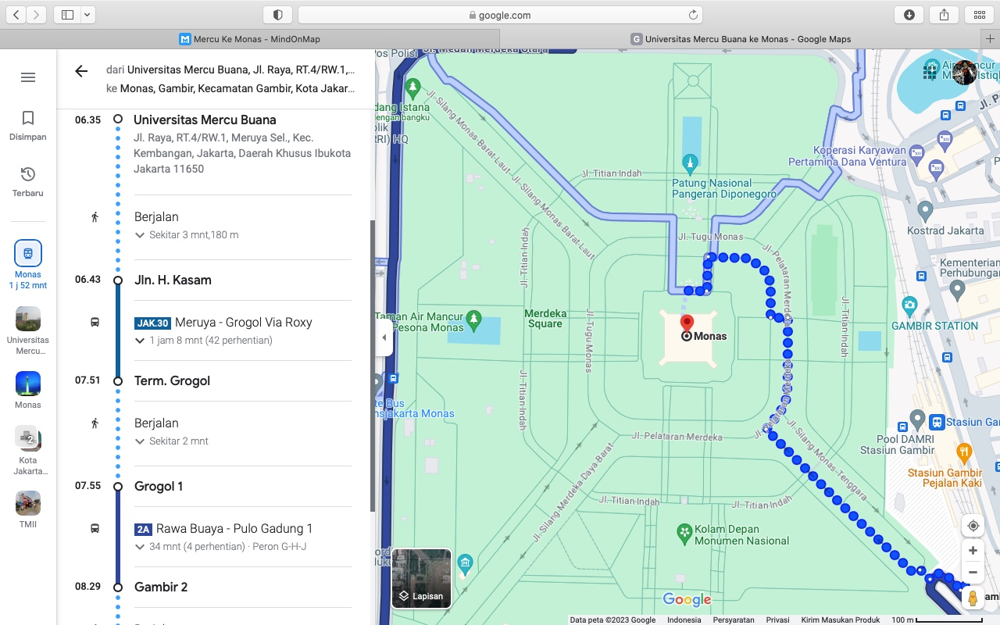 google.com
Mercu Ke Monas - MindOnMap
Universitas Mercu Buana ke Monas - Google Maps
Disimpan
Terbaru
Monas
1 j 52 mnt
Universitas
Mercu...
Monas
2
Kota
Jakarta...
TMII
dari Universitas Mercu Buana, Jl. Raya, RT.4/RW.1,...
ke Monas, Gambir, Kecamatan Gambir, Kota Jakar...
06.35 Universitas Mercu Buana
Jl. Raya, RT.4/RW.1, Meruya Sel., Kec.
Kembangan, Jakarta, Daerah Khusus Ibukota
Jakarta 11650
Berjalan
Sekitar 3 mnt,180 m
06.43 Jln. H. Kasam
JAK.30 Meruya - Grogol Via Roxy
1 jam 8 mnt (42 perhentian)
07.51 Term. Grogol
Berjalan
Sekitar 2 mnt
07.55 Grogol 1
2A Rawa Buaya - Pulo Gadung 1
34 mnt (4 perhentian) · Peron G-H-J
08.29 Gambir 2
Pos Polisi
Jl. Medan Merdeka Utara
dang Istana
dengan bangku
RRI) HQ
Jl. Silang Monas Barat Laut
Jl. Silang Monas Barat Laut
Jl. Titian Indah
Patung Nasional
Pangeran Diponegoro
Koperasi Karyawan
Pertamina Dana Ventura
Kostrad Jakarta
Kementerian
Perhubungan
GAMBIR STATION
Jl. Tugu Monas
Jl. Pelataran Merdeka
Jl. Titian Indah
Jl. Titian Indah
Jl. Tugu Monas
Merdeka
Square
Monas
Taman Air Mancur
Pesona Monas
te Bus
nsjakarta Monas
Jl. Titian Indah
Jl. Pelataran Merdeka
Jl. Silang Monas Tenggara
Jl. Silang Merdeka Daya Barat
Jl. Titian Indah
Jl. Titian Indah
Pool DAMRI
Stasiun Gambir
Stasiun Gam
Stasiun Gambir
Pejalan Kaki
Kolam Depan
Monumen Nasional
Lapisan
Google
Data peta ©2023 Google Indonesia Persyaratan Privasi Kirim Masukan Produk 100 m